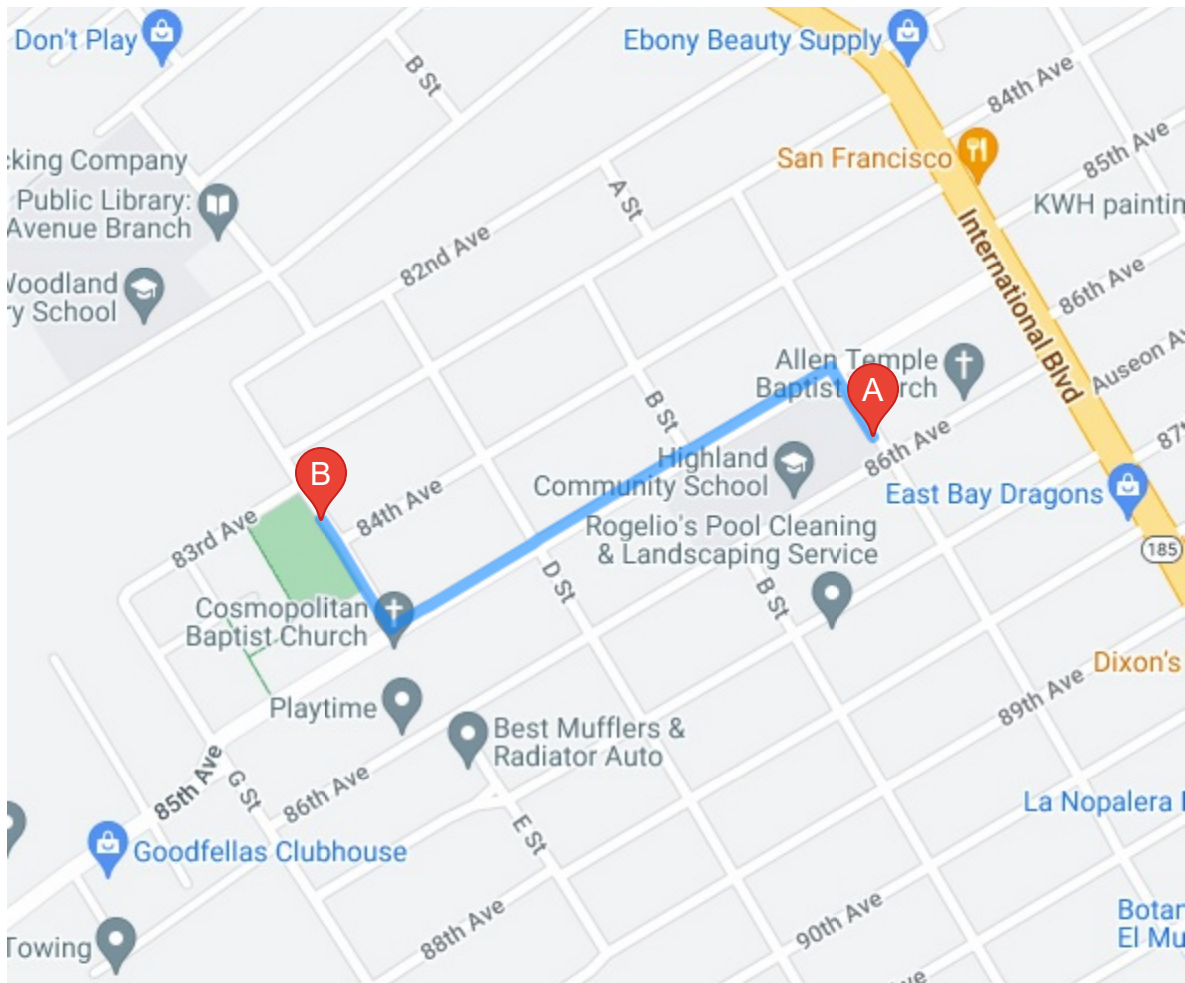 Don't Play
Ebony Beauty Supply
B St
84th Ave
85th Ave
San Francisco
cking Company
Public Library:
Avenue Branch
A St
KWH paintin
International Blvd
82nd Ave
Woodland
ry School
86th Ave
Allen Temple
Baptist Church
A
Auseon Av
B St
86th Ave
87t
Highland
Community School
East Bay Dragons
B
84th Ave
83rd Ave
Rogelio's Pool Cleaning
& Landscaping Service
185
D St
B St
Cosmopolitan
Baptist Church
Dixon's
Playtime
89th Ave
Best Mufflers &
Radiator Auto
85th Ave
G St
86th Ave
La Nopalera
E St
Goodfellas Clubhouse
88th Ave
90th Ave
Botan
El Mu
Towing
ve